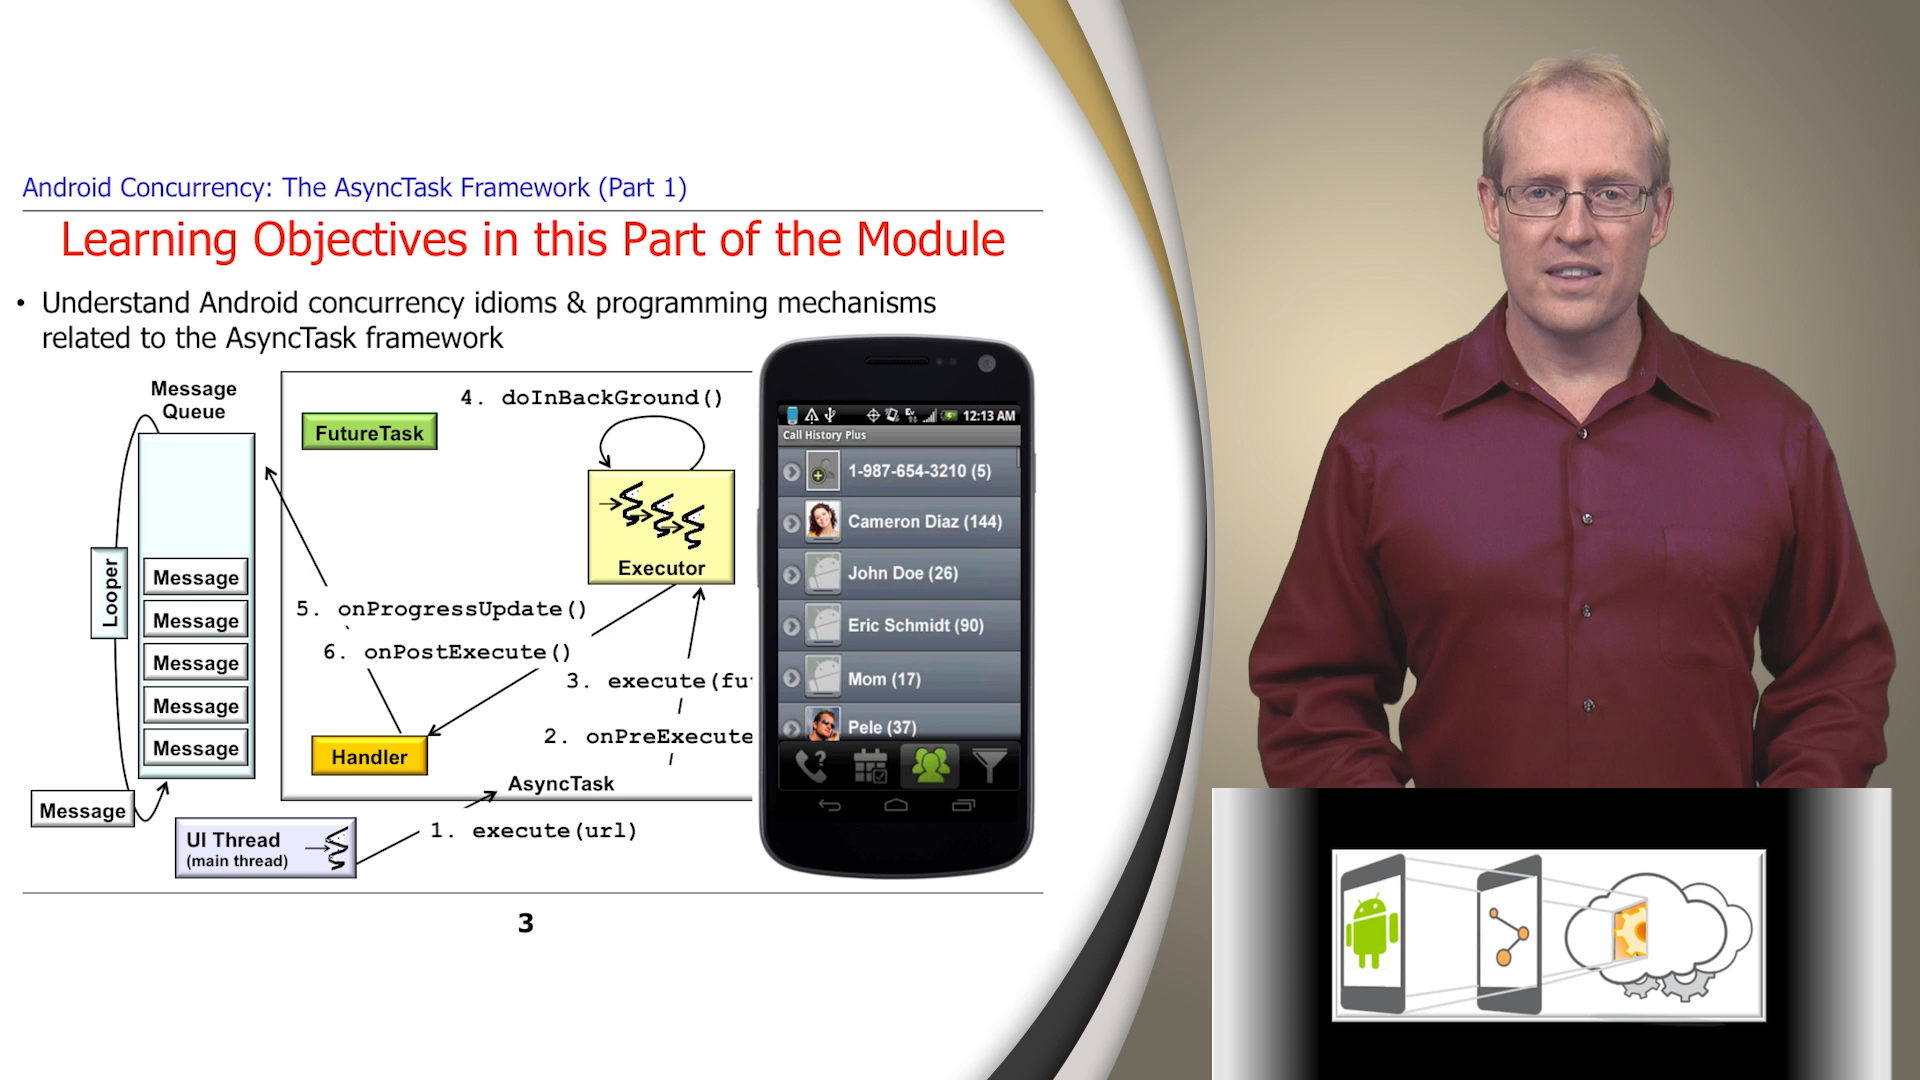 Android Concurrency: The AsyncTask Framework (Part 1)
Learning Objectives in this Part of the Module
• Understand Android concurrency idioms & programming mechanisms
related to the AsyncTask framework
Message
Queue
4. doInBackGround()
FutureTask
Executor
Looper
Message
Message
Message
Message
Message
5. onProgressUpdate()
6. onPostExecute()
3. execute(fu
2. onPreExecute
Handler
AsyncTask
Message
UI Thread
(main thread)
1. execute(url)
12:13 AM
Call History Plus
1-987-654-3210 (5)
Cameron Diaz (144)
John Doe (26)
Eric Schmidt (90)
Mom (17)
Pele (37)
3